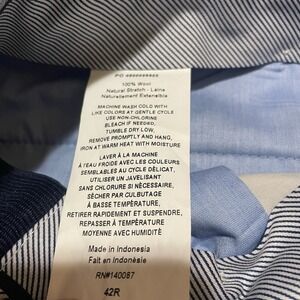 100% Wool
Natural Stretch - Laine
Naturellement Extensible
MACHINE WASH COLD WITH
LIKE COLORS AT GENTLE CYCLE
USE NON-CHLORINE
BLEACH IF NEEDED,
TUMBLE DRY LOW,
REMOVE PROMPTLY AND HANG,
IRON AT WARM HEAT WITH MOISTURE
LAVER À LA MACHINE
À L'EAU FROIDE AVEC LES COULEURS
SEMBLABLES AU CYCLE DÉLICAT,
UTILISER UN JAVELISANT
SANS CHLORURE SI NÉCESSAIRE,
SÈCHER PAR CULBUTAGE
À BASSE TEMPÉRATURE,
RETIRER RAPIDEMENT ET SUSPENDRE,
REPASSER À TEMPÉRATURE
MOYENNE AVEC HUMIDITÉ
Made in Indonesia
Fait en Indonésie
RN#140087
42R